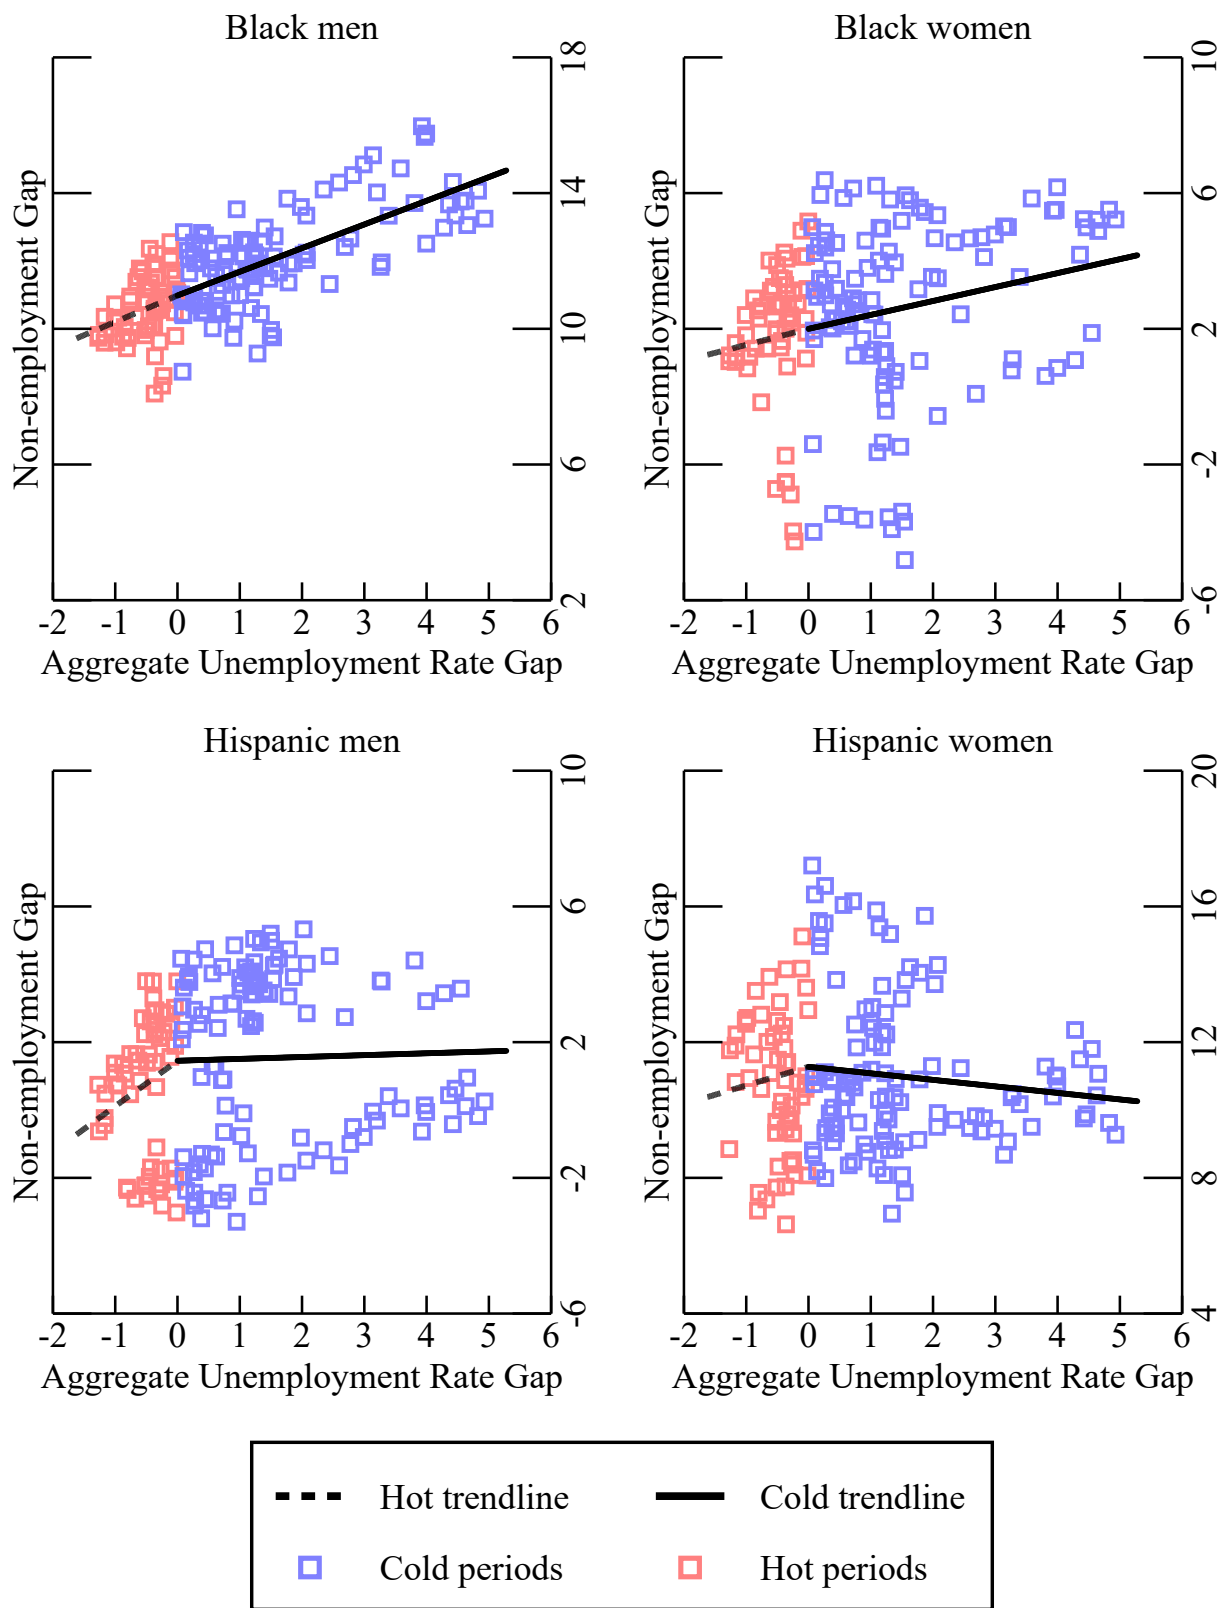 Black men
Non-employment Gap
18
14
10
6
2
-2 -1 0 1 2 3 4 5 6
Aggregate Unemployment Rate Gap
Black women
Non-employment Gap
10
6
2
-2
-6
-2 -1 0 1 2 3 4 5 6
Aggregate Unemployment Rate Gap
Hispanic men
Non-employment Gap
10
6
2
-2
-6
-2 -1 0 1 2 3 4 5 6
Aggregate Unemployment Rate Gap
Hispanic women
Non-employment Gap
20
16
12
8
4
-2 -1 0 1 2 3 4 5 6
Aggregate Unemployment Rate Gap
Hot trendline
Cold trendline
Cold periods
Hot periods